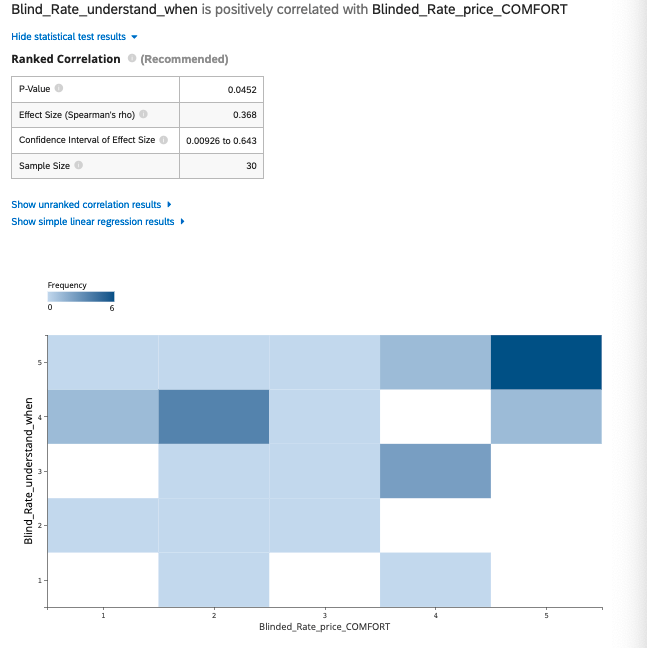 Blind_Rate_understand_when is positively correlated with Blinded_Rate_price_COMFORT
Hide statistical test results
Ranked Correlation (Recommended)
P-Value 0.0452
Effect Size (Spearman's rho) 0.368
Confidence Interval of Effect Size 0.00926 to 0.643
Sample Size 30
Show unranked correlation results
Show simple linear regression results
Frequency
0 6
Blind_Rate_understand_when
5
4
3
2
1
1 2 3 4 5
Blinded_Rate_price_COMFORT